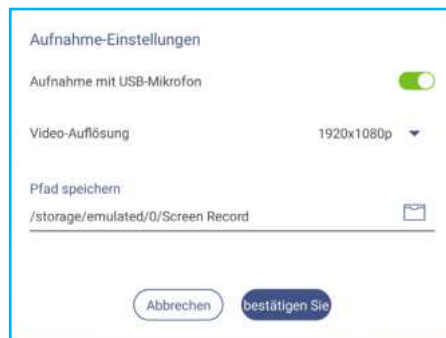 Aufnahme-Einstellungen
Aufnahme mit USB-Mikrofon
Video-Auflösung 1920x1080p
Pfad speichern
/storage/emulated/0/Screen Record
Abbrechen bestätigen Sie